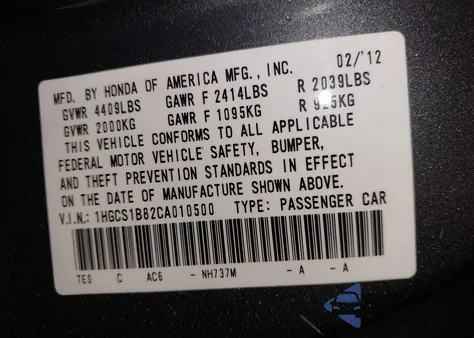 MFD. BY HONDA OF AMERICA MFG., INC. 02/'12
GVWR 4409LBS GAWR F 2414LBS R 2039LBS
GVWR 2000KG GAWR F 1095KG R 925KG
THIS VEHICLE CONFORMS TO ALL APPLICABLE
FEDERAL MOTOR VEHICLE SAFETY, BUMPER,
AND THEFT PREVENTION STANDARDS IN EFFECT
ON THE DATE OF MANUFACTURE SHOWN ABOVE.
V.I.N.: 1HGCS1B82CA010500 TYPE: PASSENGER CAR
TE0 C AC6 - NH737M - A - A